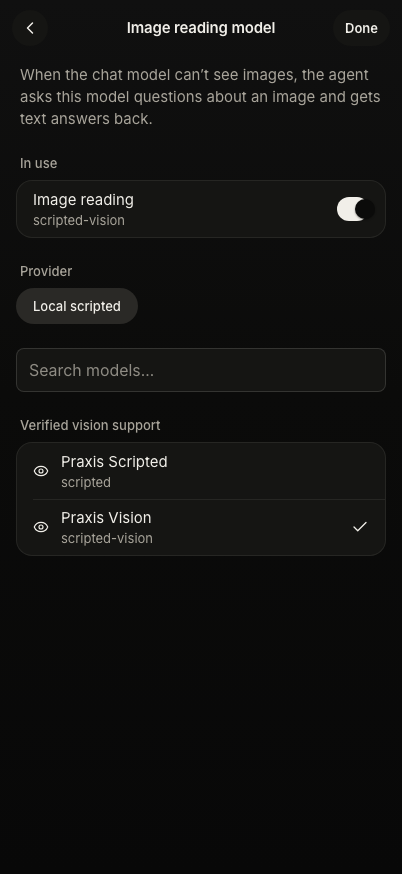 Image reading model
Done
When the chat model can’t see images, the agent
asks this model questions about an image and gets
text answers back.
In use
Image reading
scripted-vision
Provider
Local scripted
Search models...
Verified vision support
Praxis Scripted
scripted
Praxis Vision
scripted-vision